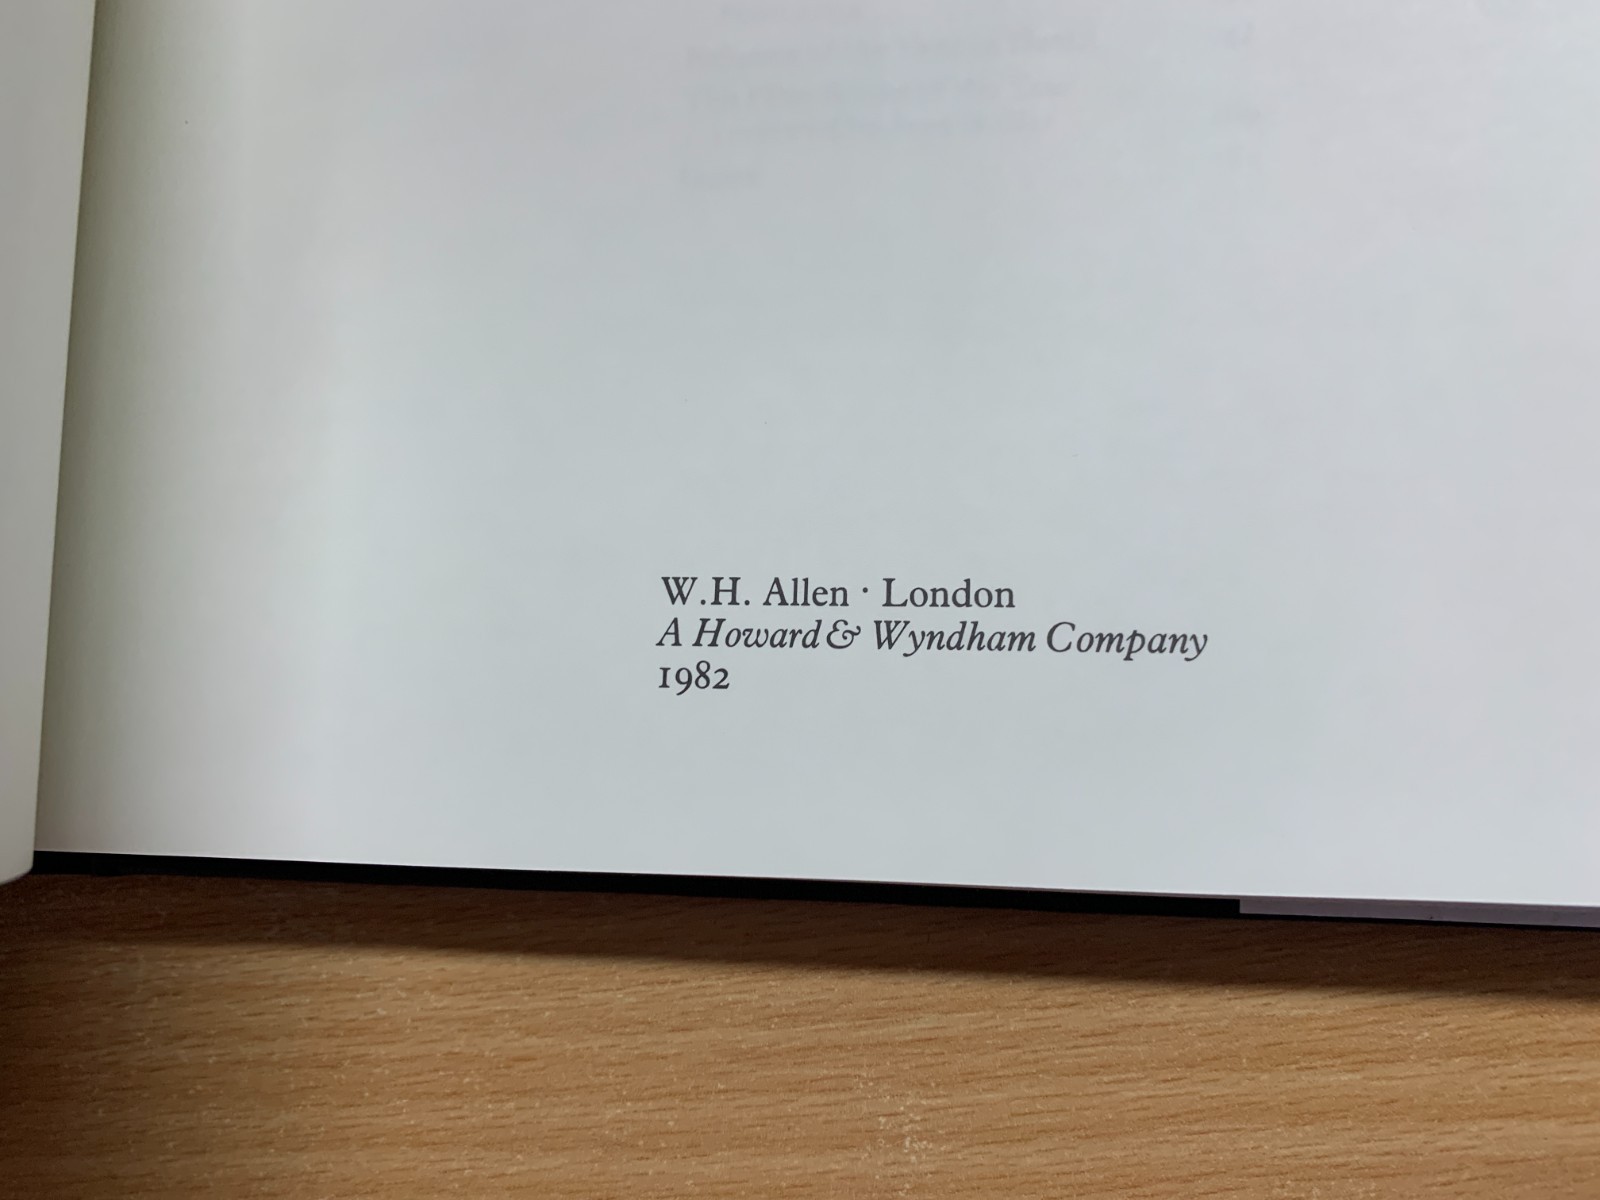 W.H. Allen · London
A Howard & Wyndham Company
1982